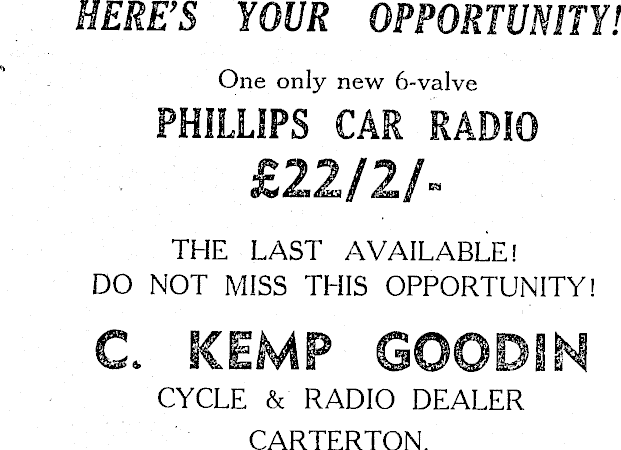 HERE'S YOUR OPPORTUNITY!
One only new 6-valve
PHILLIPS CAR RADIO
£22/2/-
THE LAST AVAILABLE!
DO NOT MISS THIS OPPORTUNITY!
C. KEMP GOODIN
CYCLE & RADIO DEALER
CARTERTON.